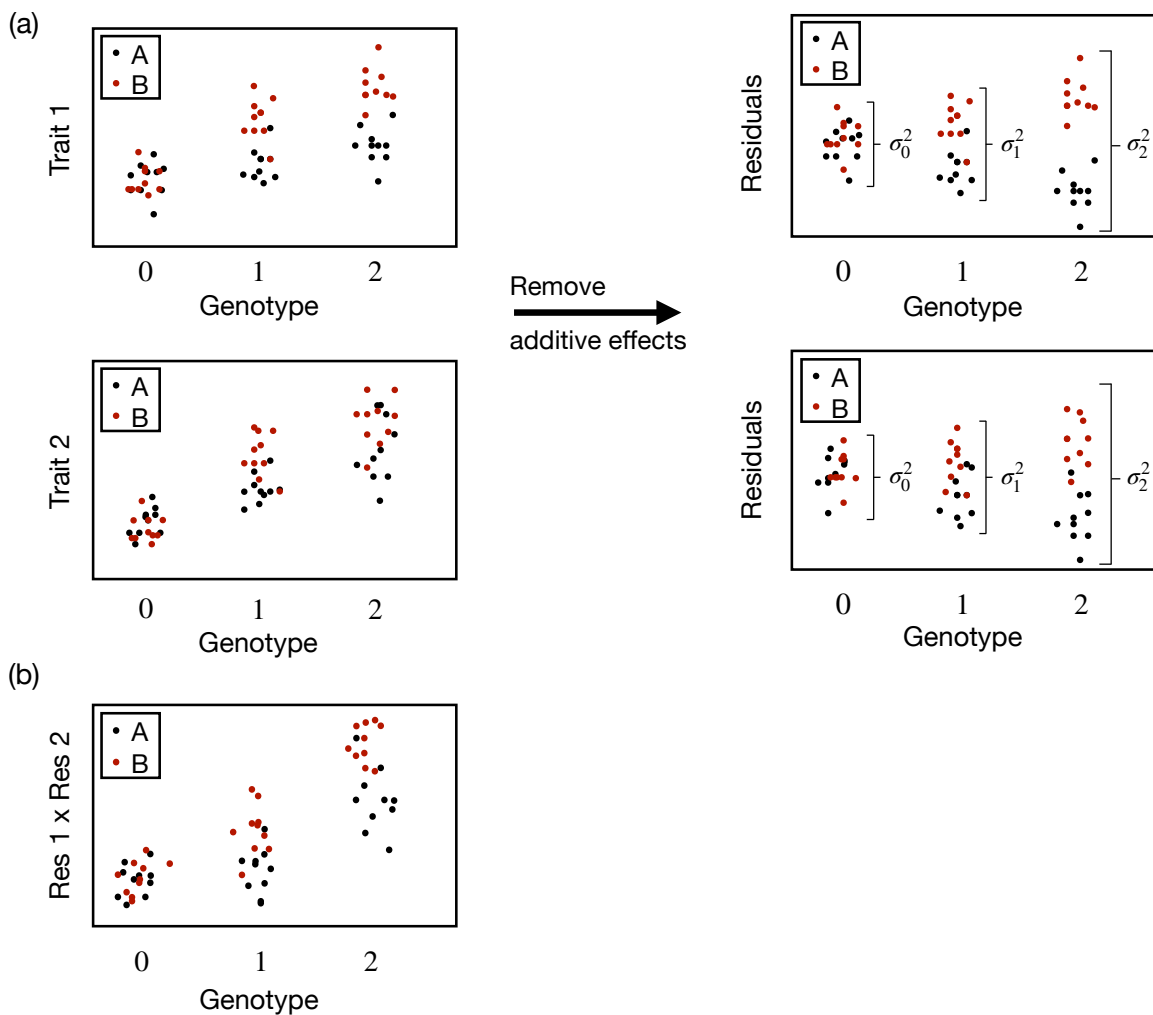 (a)
A
B
Trait 1
0 1 2
Genotype
A
B
Residuals
σ₀²
σ₁²
σ₂²
0 1 2
Genotype
Remove
additive effects
A
B
Trait 2
0 1 2
Genotype
A
B
Residuals
σ₀²
σ₁²
σ₂²
0 1 2
Genotype
(b)
A
B
Res 1 x Res 2
0 1 2
Genotype